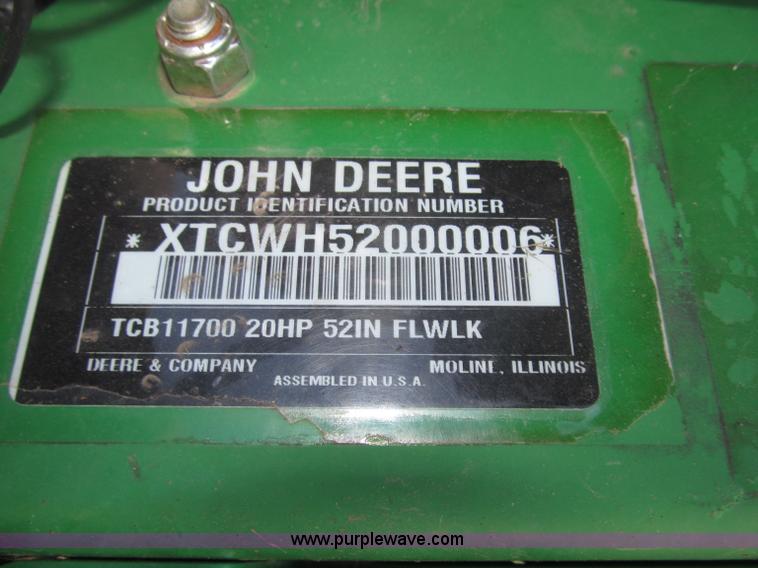 JOHN DEERE
PRODUCT IDENTIFICATION NUMBER
* XTCWH52000006*
TCB11700 20HP 52IN FLWLK
DEERE & COMPANY MOLINE, ILLINOIS
ASSEMBLED IN U.S.A.
www.purplewave.com